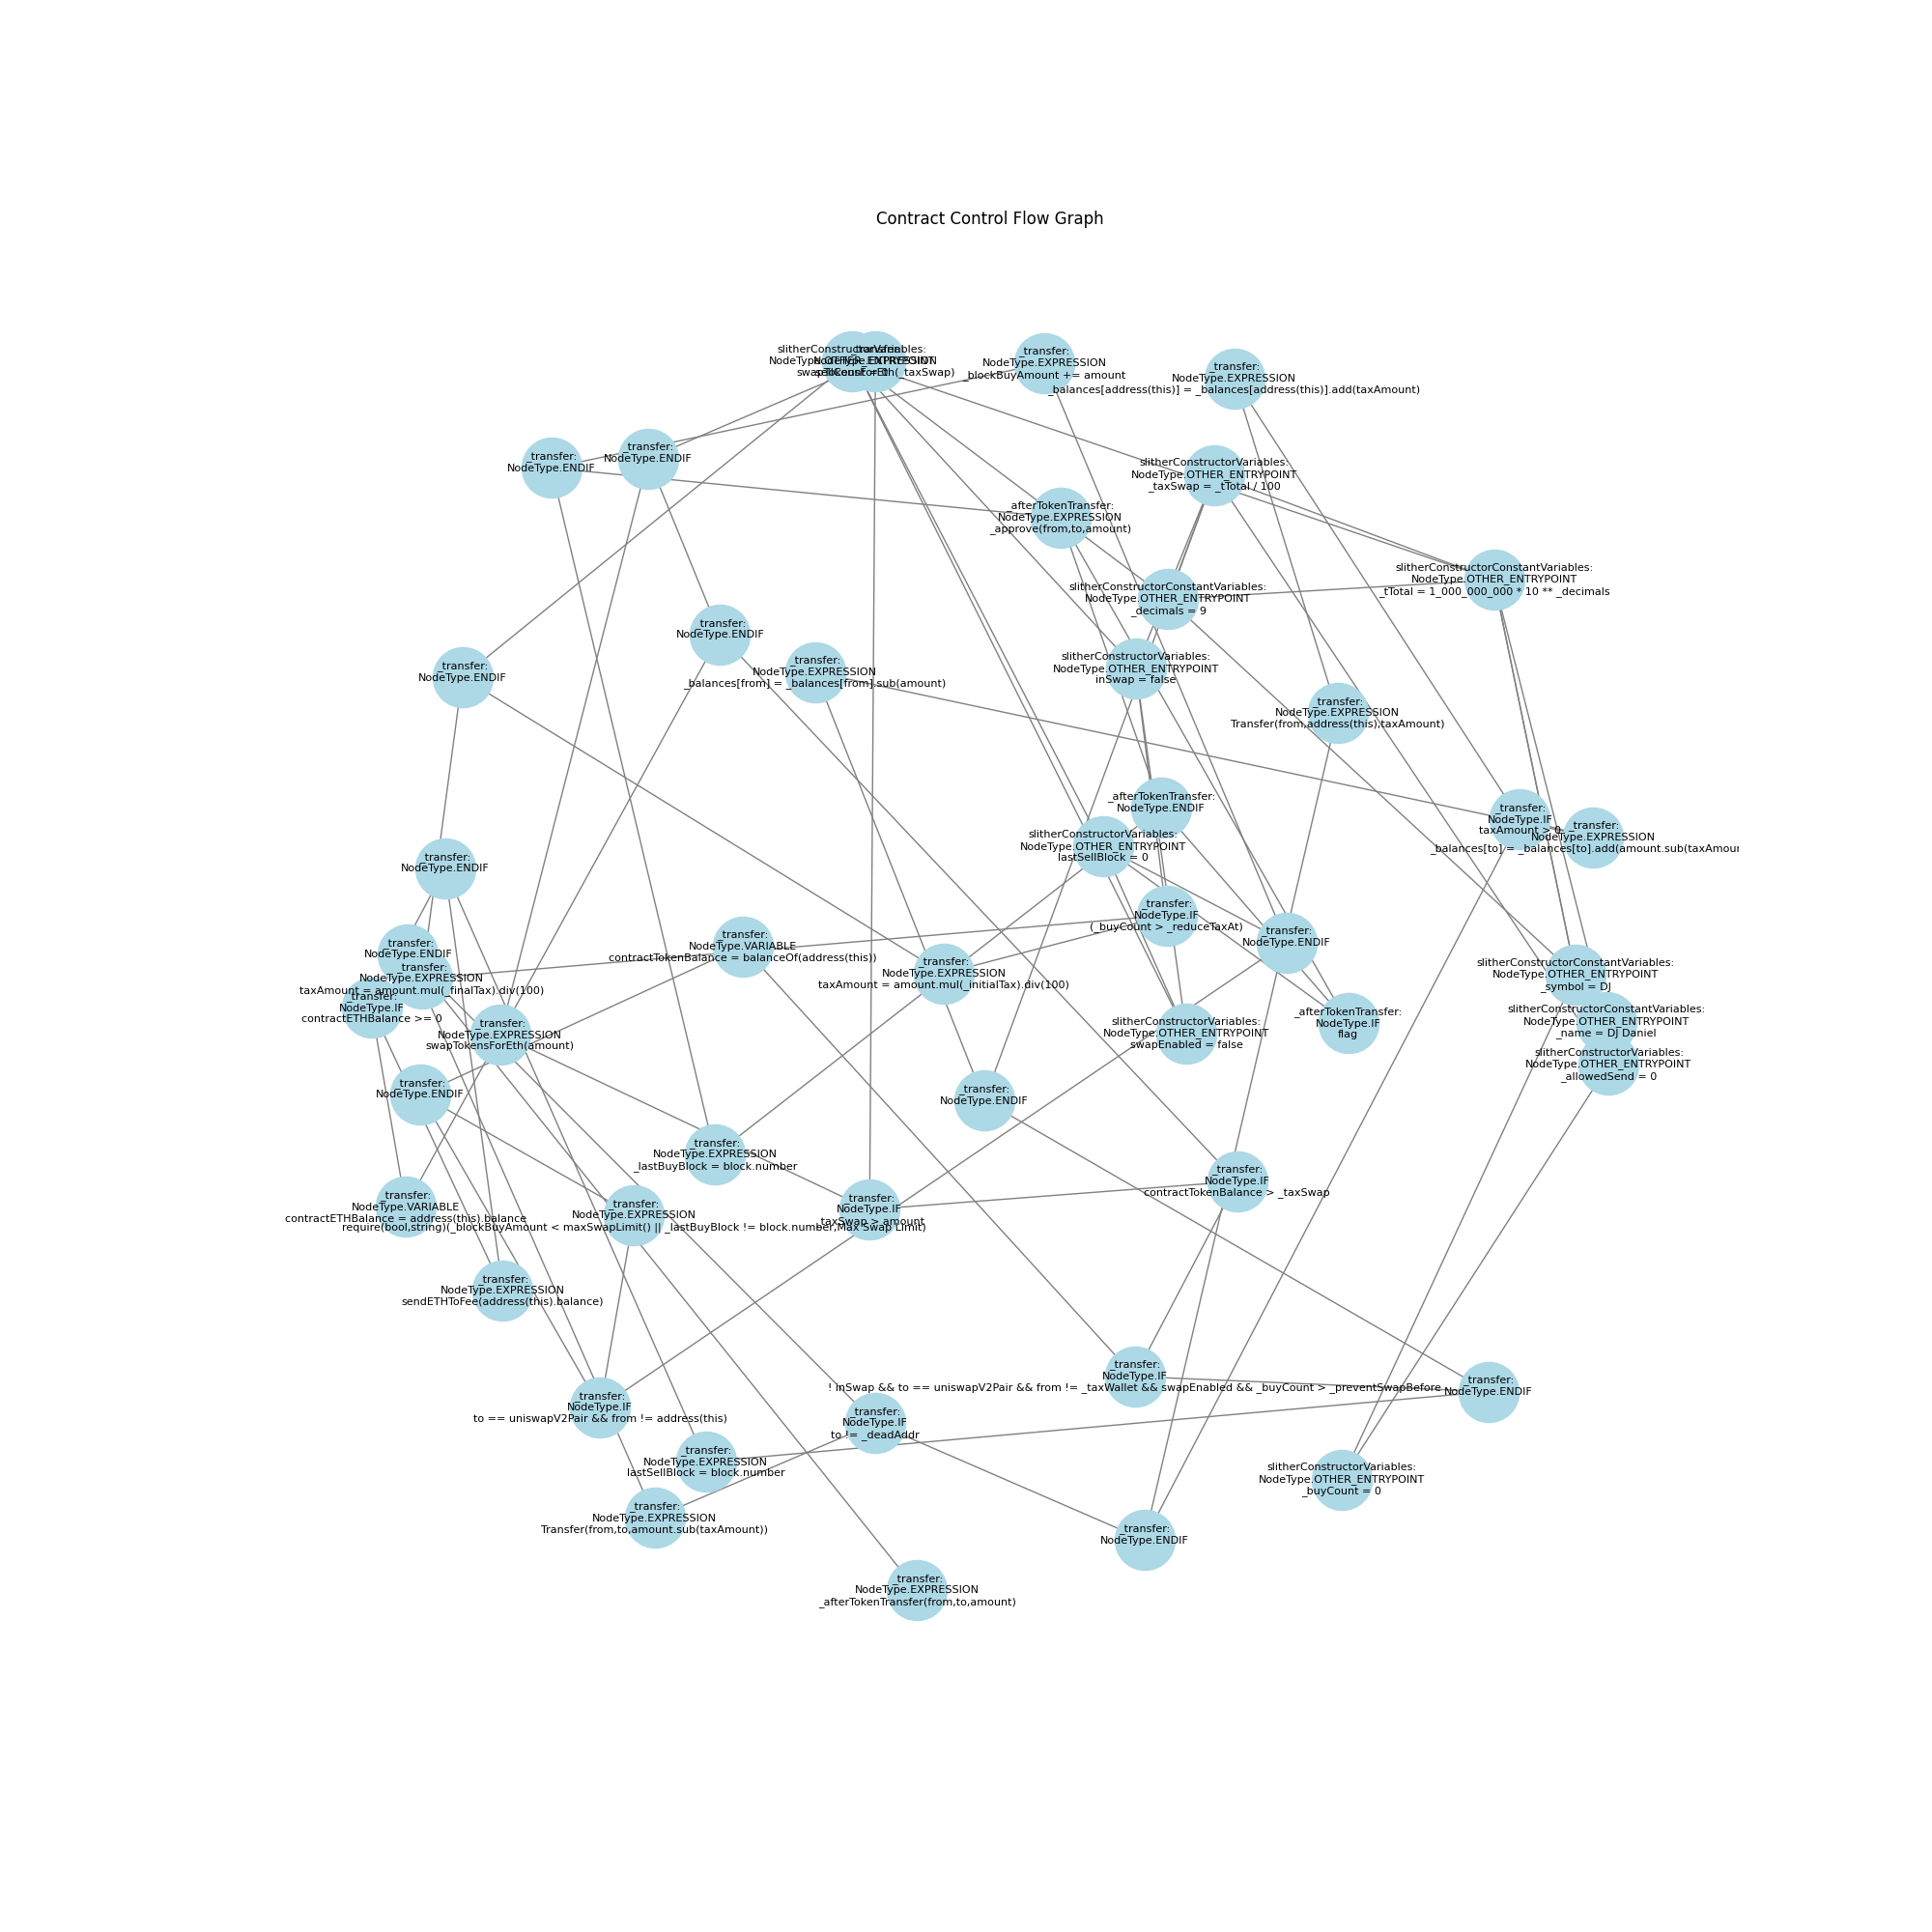 Contract Control Flow Graph
slitherConstructorVariables:
NodeType.OTHER_ENTRYPOINT
sellCount = 0
_transfer:
NodeType.EXPRESSION
swapTokensForEth(_taxSwap)
_transfer:
NodeType.EXPRESSION
_blockBuyAmount += amount
_transfer:
NodeType.EXPRESSION
_balances[address(this)] = _balances[address(this)].add(taxAmount)
_transfer:
NodeType.ENDIF
_transfer:
NodeType.ENDIF
slitherConstructorVariables:
NodeType.OTHER_ENTRYPOINT
_taxSwap = _tTotal / 100
_afterTokenTransfer:
NodeType.EXPRESSION
_approve(from,to,amount)
slitherConstructorConstantVariables:
NodeType.OTHER_ENTRYPOINT
_tTotal = 1_000_000_000 * 10 ** _decimals
slitherConstructorConstantVariables:
NodeType.OTHER_ENTRYPOINT
_decimals = 9
_transfer:
NodeType.ENDIF
_transfer:
NodeType.EXPRESSION
_balances[from] = _balances[from].sub(amount)
slitherConstructorVariables:
NodeType.OTHER_ENTRYPOINT
inSwap = false
_transfer:
NodeType.ENDIF
_transfer:
NodeType.EXPRESSION
Transfer(from,address(this),taxAmount)
_afterTokenTransfer:
NodeType.ENDIF
_transfer:
NodeType.IF
taxAmount > 0
_transfer:
NodeType.EXPRESSION
_balances[to] = _balances[to].add(amount.sub(taxAmour
slitherConstructorVariables:
NodeType.OTHER_ENTRYPOINT
lastSellBlock = 0
_transfer:
NodeType.ENDIF
_transfer:
NodeType.IF
(_buyCount > _reduceTaxAt)
_transfer:
NodeType.ENDIF
_transfer:
NodeType.VARIABLE
contractTokenBalance = balanceOf(address(this))
_transfer:
NodeType.ENDIF
_transfer:
NodeType.EXPRESSION
taxAmount = amount.mul(_finalTax).div(100)
_transfer:
NodeType.EXPRESSION
taxAmount = amount.mul(_initialTax).div(100)
slitherConstructorConstantVariables:
NodeType.OTHER_ENTRYPOINT
_symbol = DJ
_transfer:
NodeType.IF
contractETHBalance >= 0
_transfer:
NodeType.EXPRESSION
swapTokensForEth(amount)
slitherConstructorVariables:
NodeType.OTHER_ENTRYPOINT
swapEnabled = false
_afterTokenTransfer:
NodeType.IF
flag
slitherConstructorConstantVariables:
NodeType.OTHER_ENTRYPOINT
_name = DJ Daniel
slitherConstructorVariables:
NodeType.OTHER_ENTRYPOINT
_allowedSend = 0
_transfer:
NodeType.ENDIF
_transfer:
NodeType.ENDIF
_transfer:
NodeType.EXPRESSION
_lastBuyBlock = block.number
_transfer:
NodeType.IF
contractTokenBalance > _taxSwap
_transfer:
NodeType.VARIABLE
contractETHBalance = address(this).balance
_transfer:
NodeType.EXPRESSION
require(bool,string)(_blockBuyAmount < maxSwapLimit() || _lastBuyBlock != block.number,Max Swap Limit)
_transfer:
NodeType.IF
_taxSwap > amount
_transfer:
NodeType.EXPRESSION
sendETHToFee(address(this).balance)
_transfer:
NodeType.IF
! inSwap && to == uniswapV2Pair && from != _taxWallet && swapEnabled && _buyCount > _preventSwapBefore
_transfer:
NodeType.ENDIF
_transfer:
NodeType.IF
to == uniswapV2Pair && from != address(this)
_transfer:
NodeType.IF
to != _deadAddr
_transfer:
NodeType.EXPRESSION
lastSellBlock = block.number
slitherConstructorVariables:
NodeType.OTHER_ENTRYPOINT
_buyCount = 0
_transfer:
NodeType.EXPRESSION
Transfer(from,to,amount.sub(taxAmount))
_transfer:
NodeType.ENDIF
_transfer:
NodeType.EXPRESSION
_afterTokenTransfer(from,to,amount)